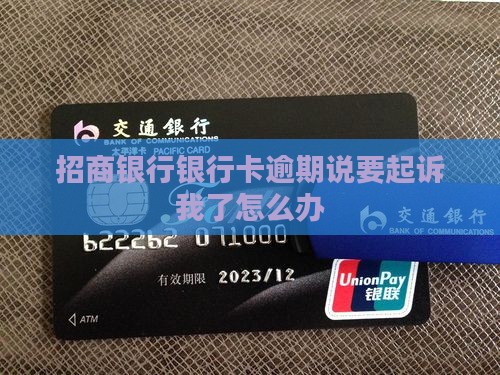 交通銀行
BANK OF COMMUNICATIONS
太平洋卡 PACIFIC CARD
招商银行银行卡逾期说要起诉
我了怎么办
交通銀行
BANK OF COMMUNICATIONS
622262 071000
有效期限 2023/12
UnionPay
银联
ATM